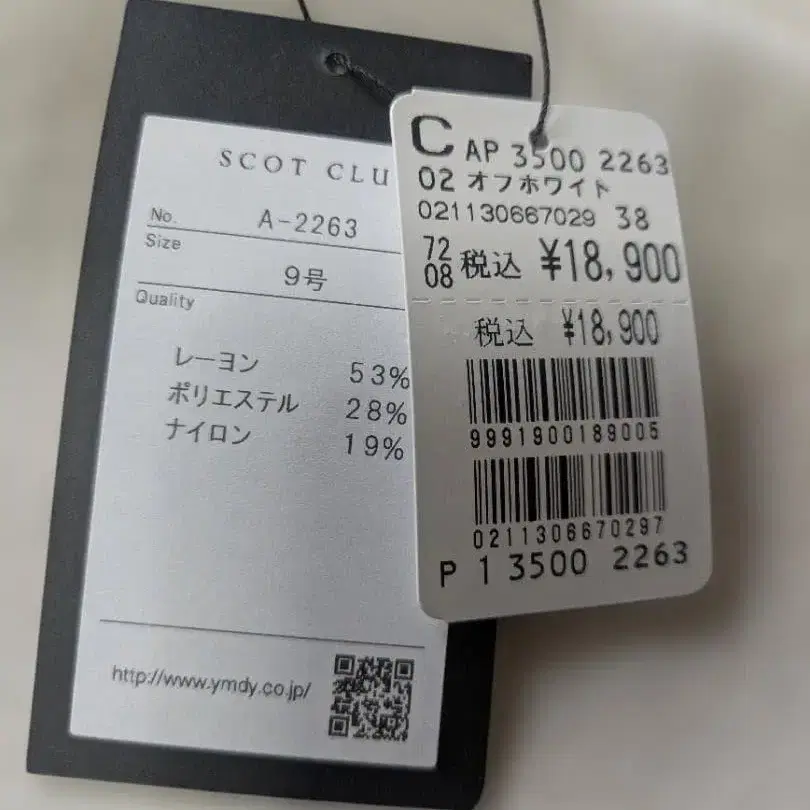 SCOT CLU
No. A-2263
Size
9号
Quality
レーヨン 53%
ポリエステル 28%
ナイロン 19%
http://www.ymdy.co.jp/
C AP 3500 2263
02 オフホワイト
021130667029 38
72
08 税込 ¥18,900
税込 ¥18,900
9991900189005
0211306670297
P 1 3500 2263